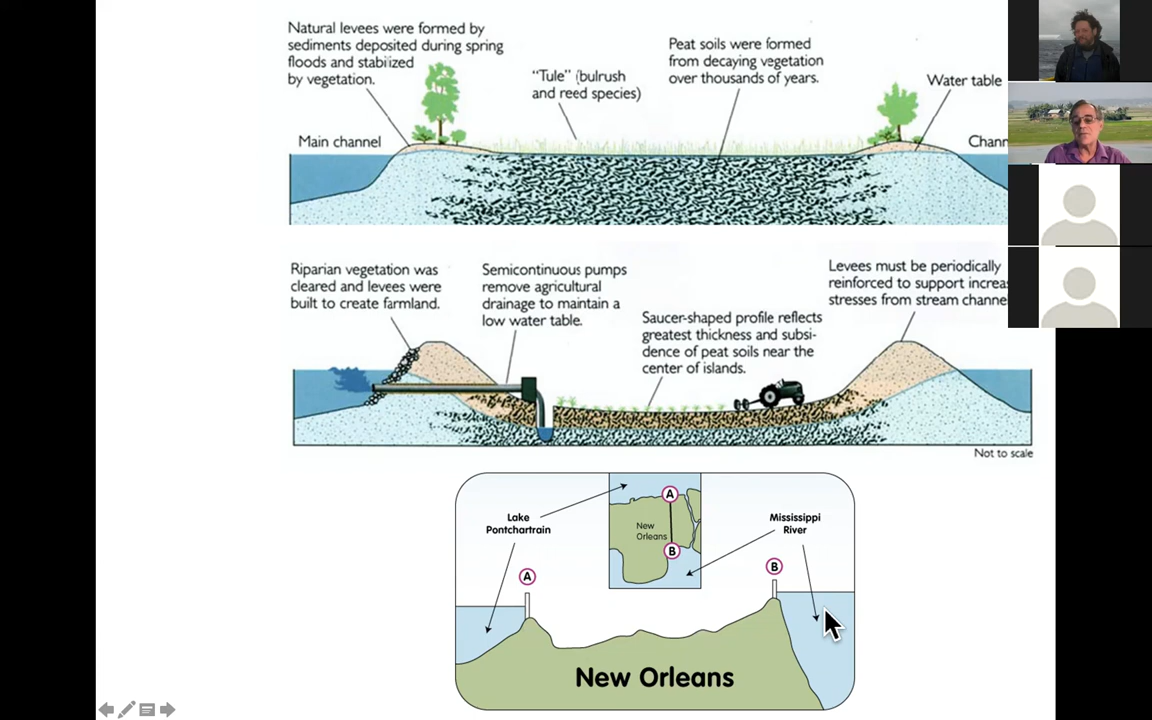 Natural levees were formed by
sediments deposited during spring
floods and stabilized
by vegetation.
"Tule" (bulrush
and reed species)
Peat soils were formed
from decaying vegetation
over thousands of years.
Water table
Main channel
Riparian vegetation was
cleared and levees were
built to create farmland.
Semicontinuous pumps
remove agricultural
drainage to maintain a
low water table.
Saucer-shaped profile reflects
greatest thickness and subsi-
dence of peat soils near the
center of islands.
Levees must be periodically
reinforced to support
stresses from stream
Not to scale
Lake
Pontchartrain
A
New
Orleans
B
Mississippi
River
A
B
New Orleans